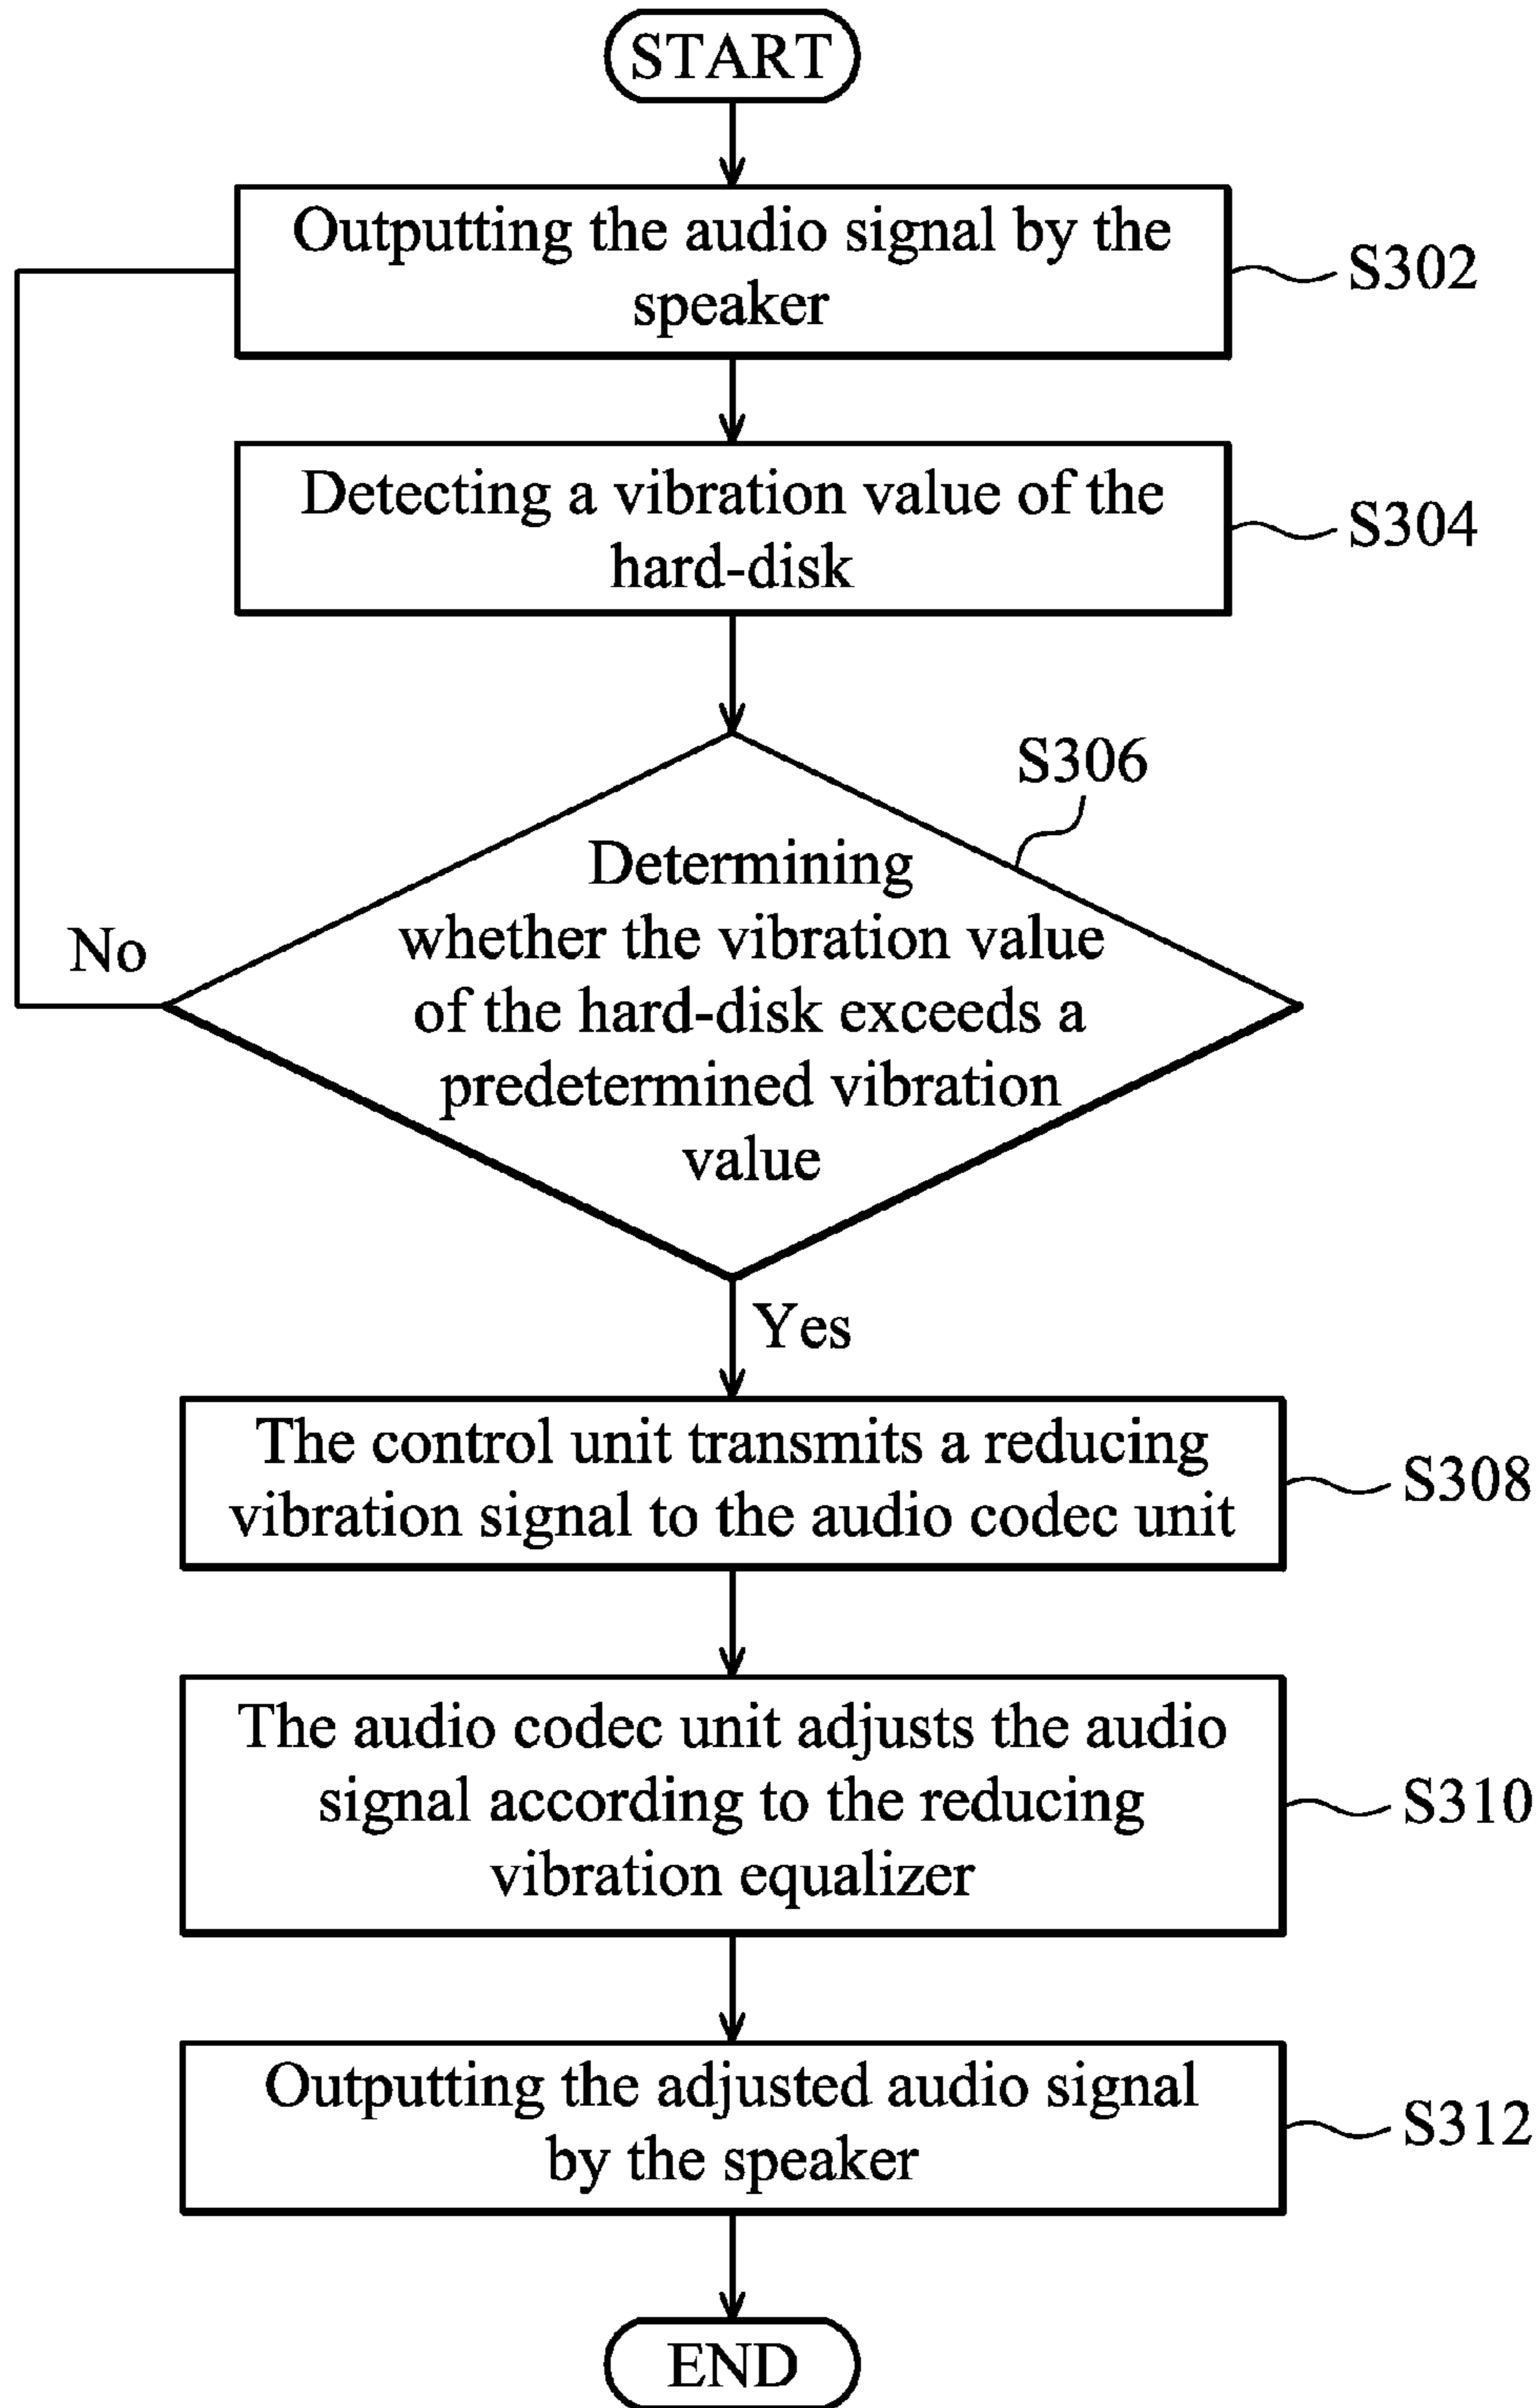 START
Outputting the audio signal by the
speaker
S302
Detecting a vibration value of the
hard-disk
S304
S306
Determining
whether the vibration value
of the hard-disk exceeds a
predetermined vibration
value
No
Yes
The control unit transmits a reducing
vibration signal to the audio codec unit
S308
The audio codec unit adjusts the audio
signal according to the reducing
vibration equalizer
S310
Outputting the adjusted audio signal
by the speaker
S312
END